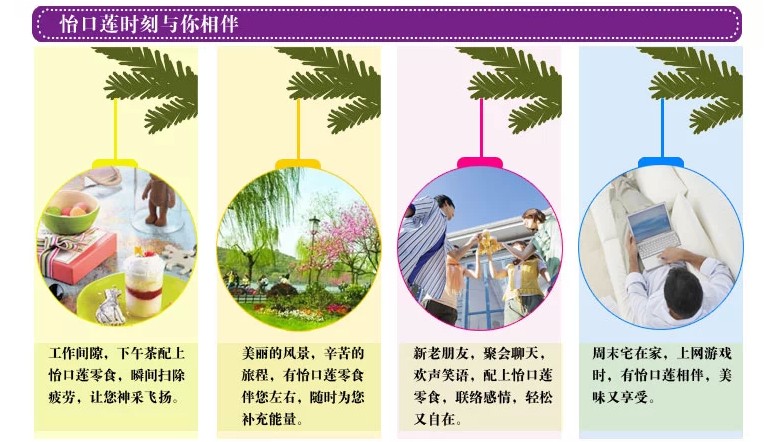 怡口莲时刻与你相伴
工作间隙，下午茶配上
怡口莲零食，瞬间扫除
疲劳，让您神采飞扬。
美丽的风景，辛苦的
旅程，有怡口莲零食
伴您左右，随时为您
补充能量。
新老朋友，聚会聊天，
欢声笑语，配上怡口莲
零食，联络感情，轻松
又自在。
周末宅在家，上网游戏
时，有怡口莲相伴，美
味又享受。